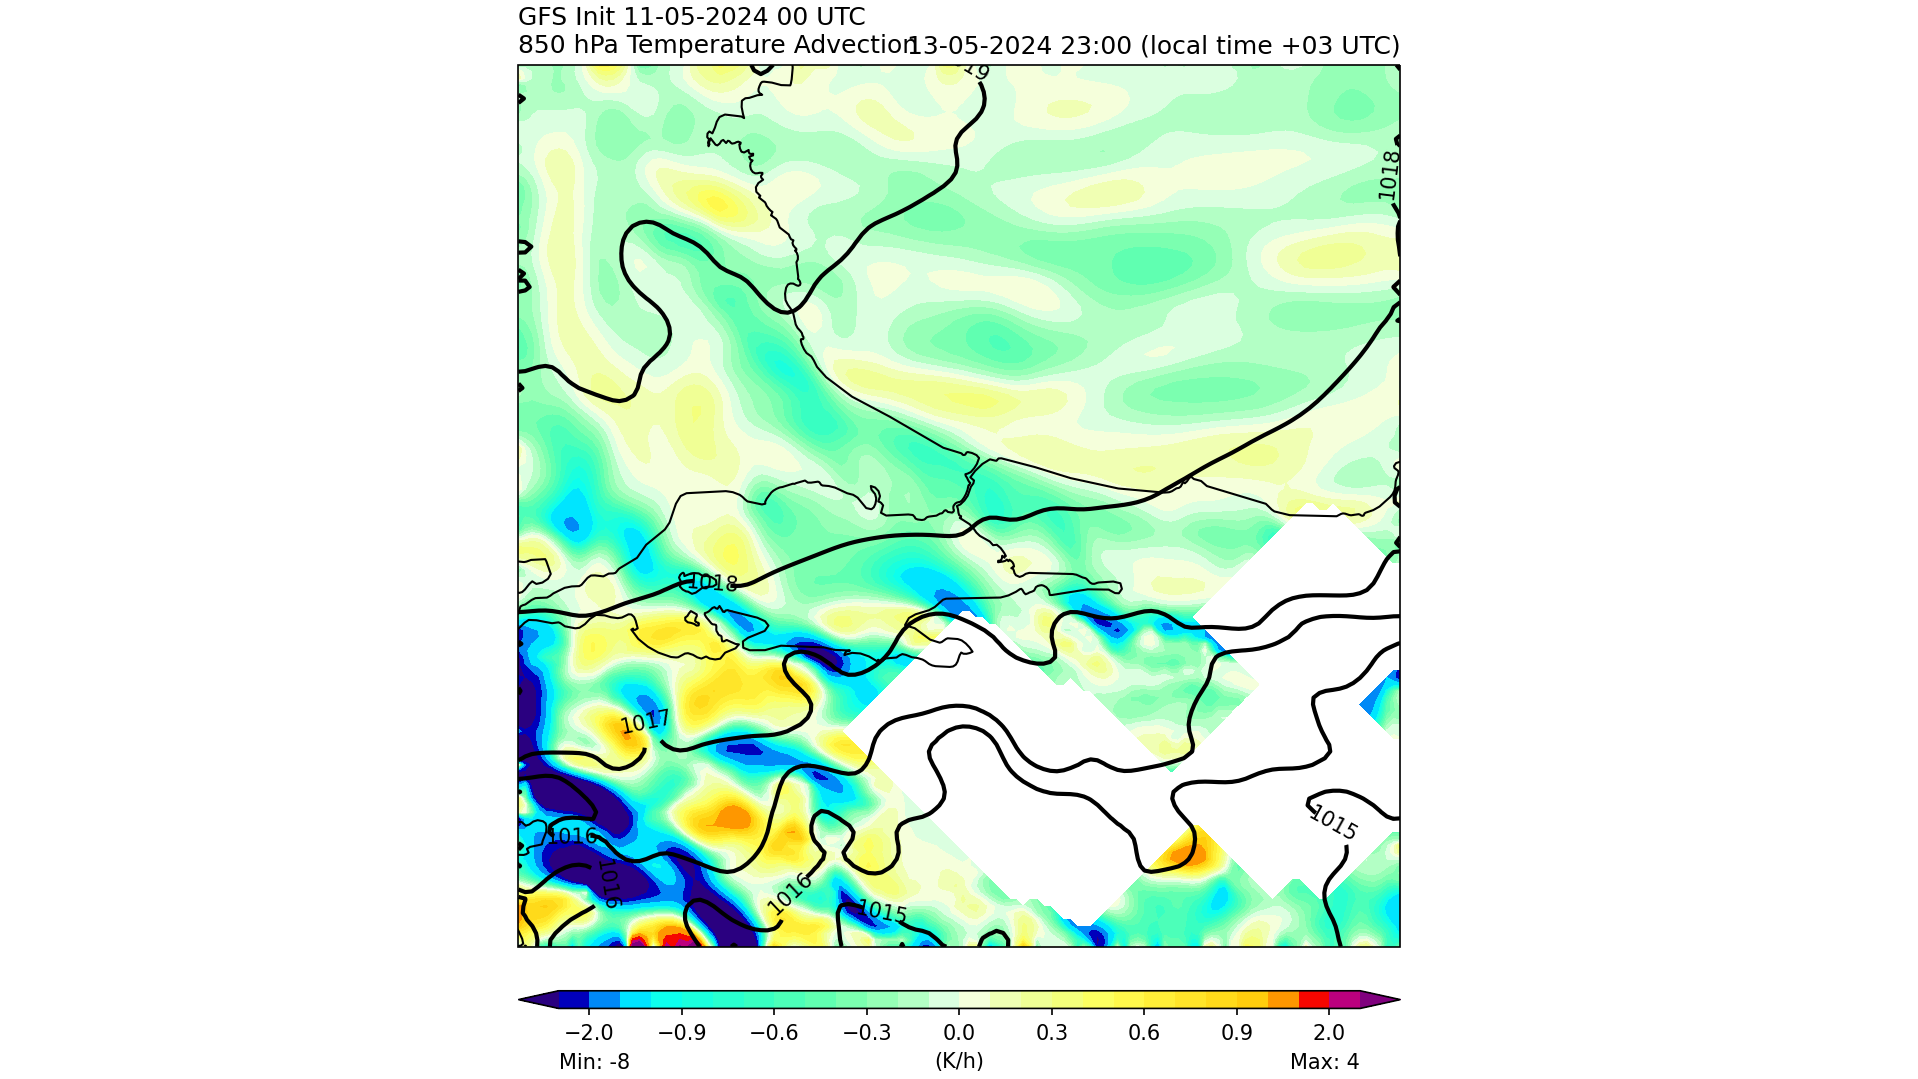 GFS Init 11-05-2024 00 UTC
850 hPa Temperature Advection
13-05-2024 23:00 (local time +03 UTC)
1019
1018
1018
1017
1016
1016
1016
1015
1015
−2.0 −0.9 −0.6 −0.3 0.0 0.3 0.6 0.9 2.0
Min: -8 (K/h) Max: 4